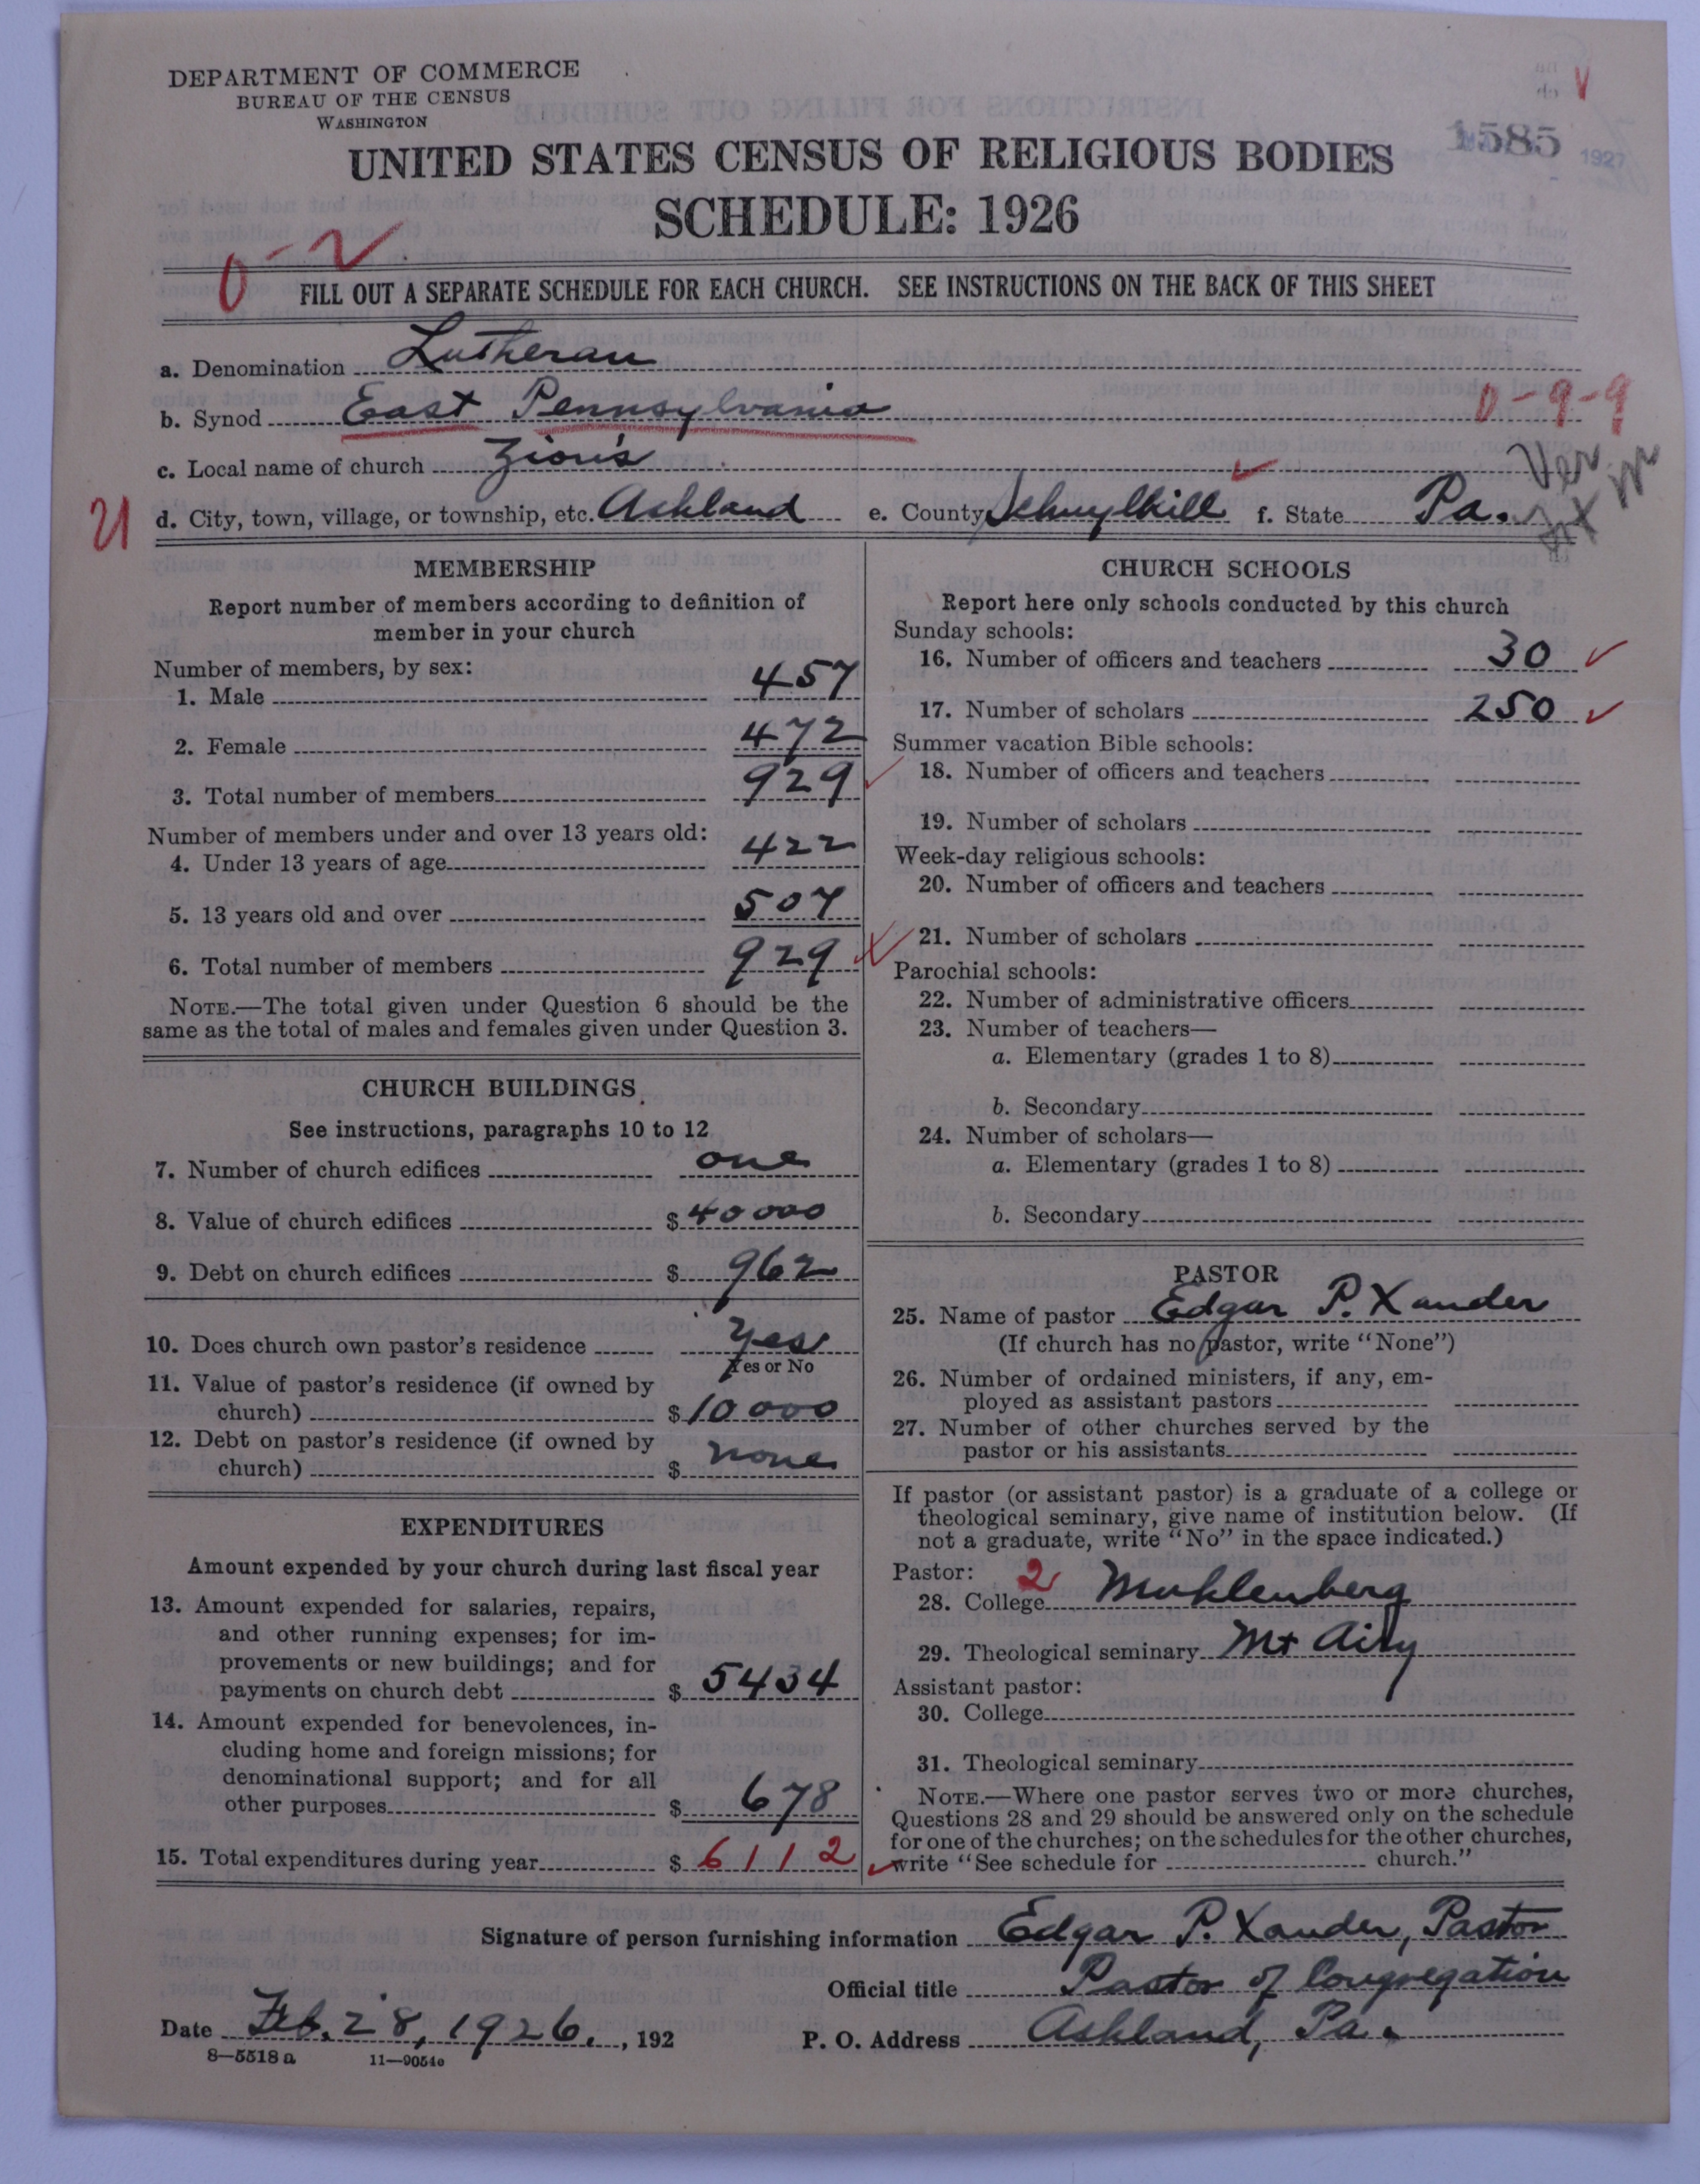 DEPARTMENT OF COMMERCE
BUREAU OF THE CENSUS
WASHINGTON
1585
1927
UNITED STATES CENSUS OF RELIGIOUS BODIES
SCHEDULE: 1926
0-2
FILL OUT A SEPARATE SCHEDULE FOR EACH CHURCH. SEE INSTRUCTIONS ON THE BACK OF THIS SHEET
a. Denomination Lutheran
b. Synod East Pennsylvania 0-9-9
c. Local name of church Zion's Ver
21 d. City, town, village, or township, etc. Ashland e. County Schuylkill f. State Pa.
MEMBERSHIP
Report number of members according to definition of
member in your church
Number of members, by sex:
1. Male 457
2. Female 472
3. Total number of members 929
Number of members under and over 13 years old:
4. Under 13 years of age 422
5. 13 years old and over 507
6. Total number of members 929
NOTE.—The total given under Question 6 should be the
same as the total of males and females given under Question 3.
CHURCH BUILDINGS
See instructions, paragraphs 10 to 12
7. Number of church edifices one
8. Value of church edifices $ 40000
9. Debt on church edifices $ 962
10. Does church own pastor's residence Yes
Yes or No
11. Value of pastor's residence (if owned by
church) $ 10000
12. Debt on pastor's residence (if owned by
church) $ none
EXPENDITURES
Amount expended by your church during last fiscal year
13. Amount expended for salaries, repairs,
and other running expenses; for im-
provements or new buildings; and for
payments on church debt $ 5434
14. Amount expended for benevolences, in-
cluding home and foreign missions; for
denominational support; and for all
other purposes $ 678
15. Total expenditures during year $ 6112
CHURCH SCHOOLS
Report here only schools conducted by this church
Sunday schools:
16. Number of officers and teachers 30
17. Number of scholars 250
Summer vacation Bible schools:
18. Number of officers and teachers
19. Number of scholars
Week-day religious schools:
20. Number of officers and teachers
21. Number of scholars
Parochial schools:
22. Number of administrative officers
23. Number of teachers—
a. Elementary (grades 1 to 8)
b. Secondary
24. Number of scholars—
a. Elementary (grades 1 to 8)
b. Secondary
PASTOR
25. Name of pastor Edgar P. Xander
(If church has no pastor, write "None")
26. Number of ordained ministers, if any, em-
ployed as assistant pastors
27. Number of other churches served by the
pastor or his assistants
If pastor (or assistant pastor) is a graduate of a college or
theological seminary, give name of institution below. (If
not a graduate, write "No" in the space indicated.)
Pastor: 2
28. College Muhlenberg
29. Theological seminary Mt Airy
Assistant pastor:
30. College
31. Theological seminary
NOTE.—Where one pastor serves two or more churches,
Questions 28 and 29 should be answered only on the schedule
for one of the churches; on the schedules for the other churches,
write "See schedule for church."
Signature of person furnishing information Edgar P. Xander, Pastor
Official title Pastor of Congregation
Date Feb. 28, 1926., 192 P. O. Address Ashland, Pa.
8—5518 a 11—9054a